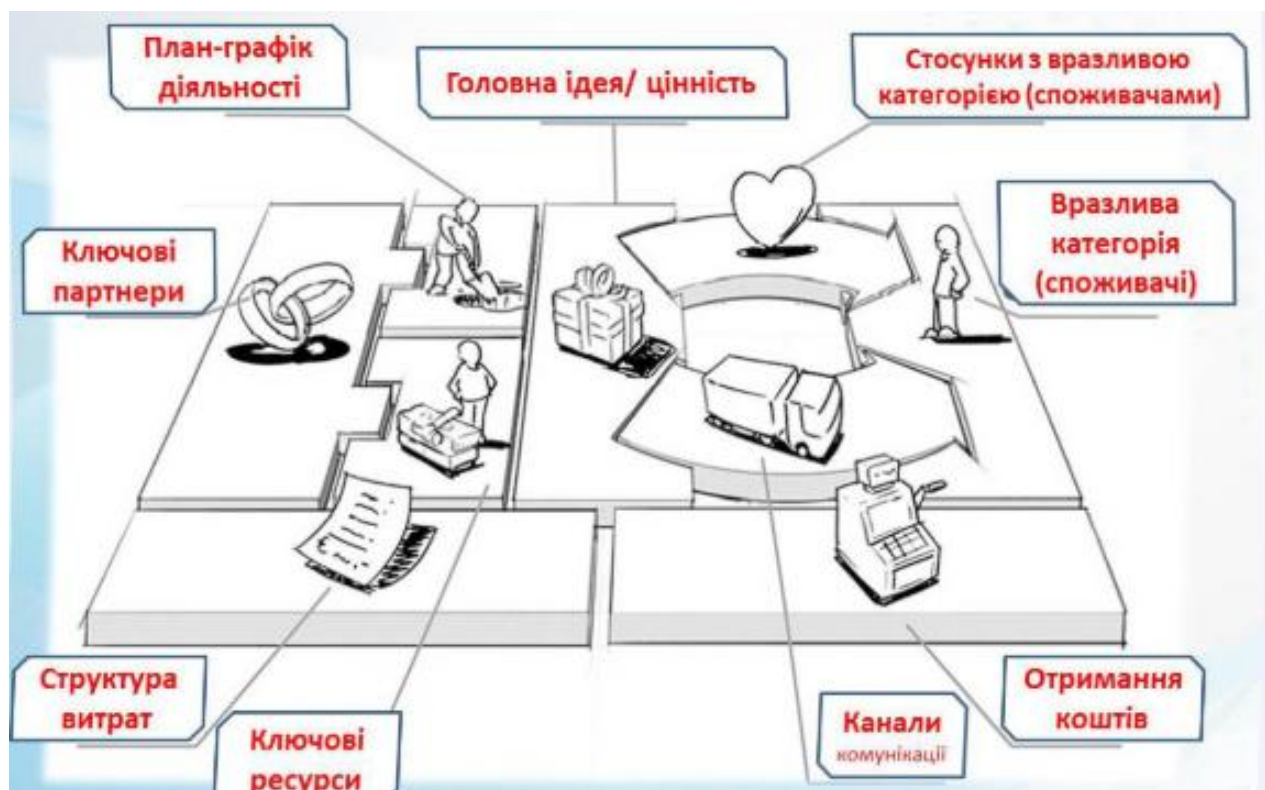 План-графік
діяльності
Головна ідея/ цінність
Стосунки з вразливою
категорією (споживачами)
Ключові
партнери
Вразлива
категорія
(споживачі)
Структура
витрат
Ключові
ресурси
Канали
комунікації
Отримання
коштів